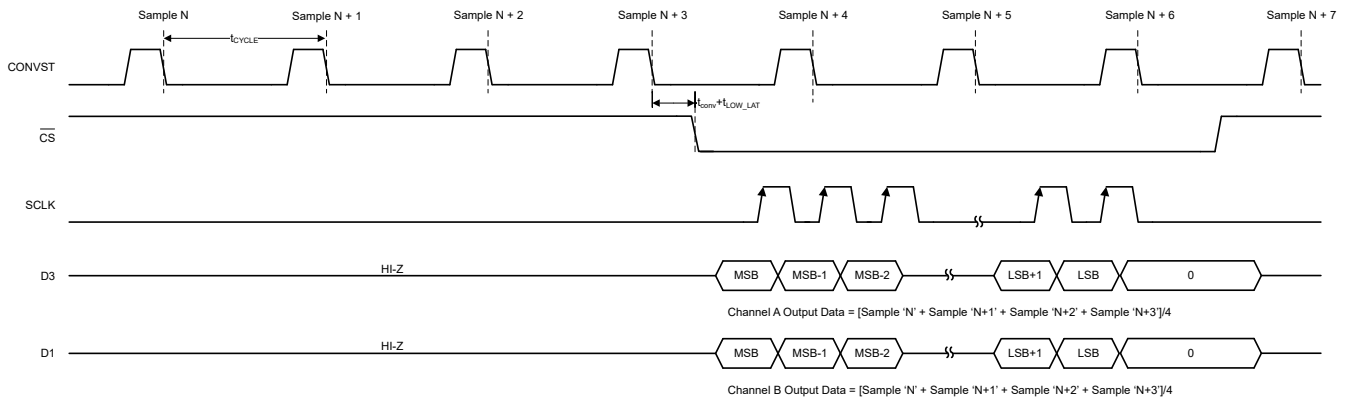 Sample N Sample N + 1 Sample N + 2 Sample N + 3 Sample N + 4 Sample N + 5 Sample N + 6 Sample N + 7
tCYCLE
CONVST
tconv+tLOW_LAT
CS
SCLK
D3 HI-Z MSB MSB-1 MSB-2 LSB+1 LSB 0
Channel A Output Data = [Sample ‘N’ + Sample ‘N+1’ + Sample ‘N+2’ + Sample ‘N+3’]/4
D1 HI-Z MSB MSB-1 MSB-2 LSB+1 LSB 0
Channel B Output Data = [Sample ‘N’ + Sample ‘N+1’ + Sample ‘N+2’ + Sample ‘N+3’]/4